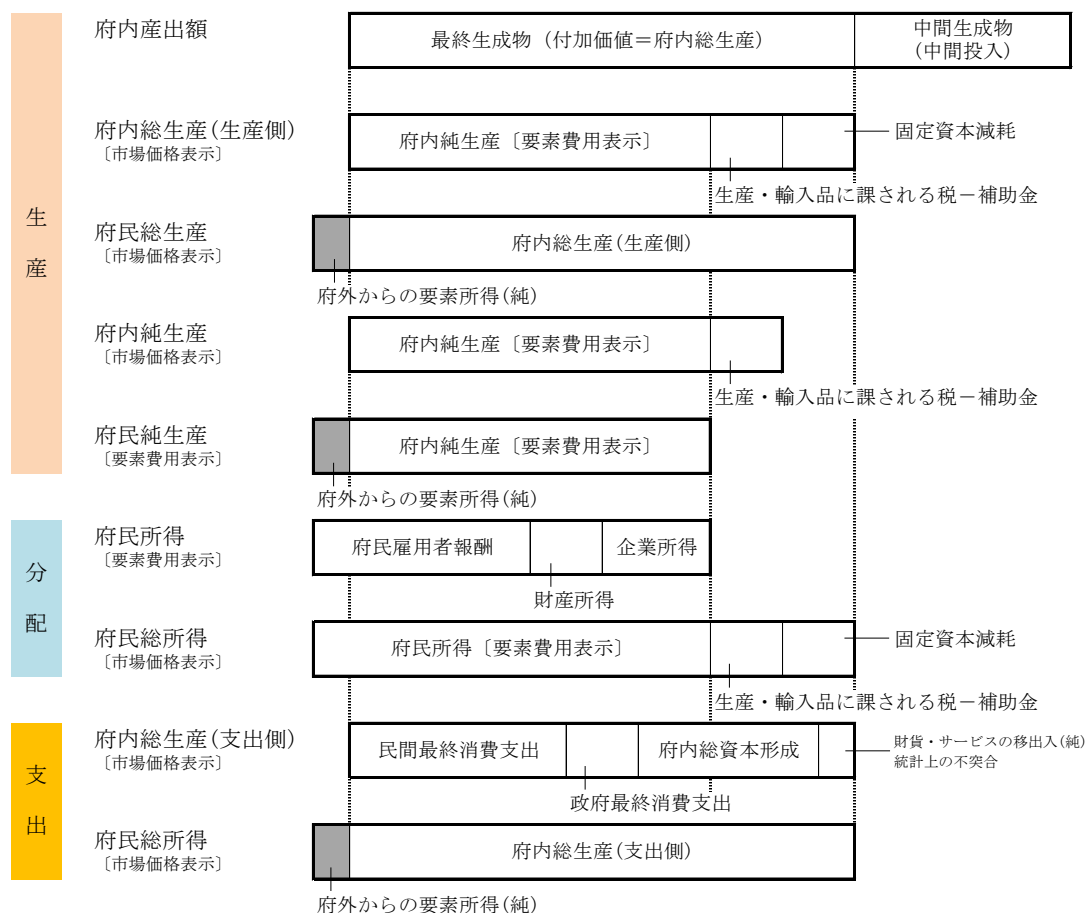 生産
府内産出額
最終生成物（付加価値＝府内総生産）
中間生成物
(中間投入)
府内総生産(生産側)
〔市場価格表示〕
府内純生産〔要素費用表示〕
固定資本減耗
生産・輸入品に課される税－補助金
府民総生産
〔市場価格表示〕
府内総生産(生産側)
府外からの要素所得(純)
府内純生産
〔市場価格表示〕
府内純生産〔要素費用表示〕
生産・輸入品に課される税－補助金
府民純生産
〔要素費用表示〕
府内純生産〔要素費用表示〕
府外からの要素所得(純)
分配
府民所得
〔要素費用表示〕
府民雇用者報酬
企業所得
財産所得
府民総所得
〔市場価格表示〕
府民所得〔要素費用表示〕
固定資本減耗
生産・輸入品に課される税－補助金
支出
府内総生産(支出側)
〔市場価格表示〕
民間最終消費支出
府内総資本形成
財貨・サービスの移出入(純)
統計上の不突合
政府最終消費支出
府民総所得
〔市場価格表示〕
府内総生産(支出側)
府外からの要素所得(純)